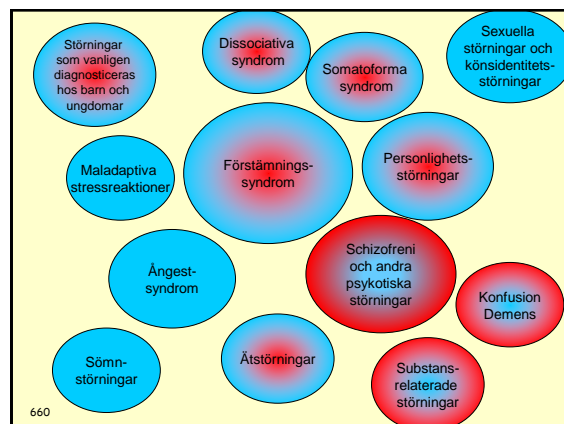 Störningar
som vanligen
diagnosticeras
hos barn och
ungdomar
Dissociativa
syndrom
Somatoforma
syndrom
Sexuella
störningar och
könsidentitets-
störningar
Maladaptiva
stressreaktioner
Förstämnings-
syndrom
Personlighets-
störningar
Ångest-
syndrom
Schizofreni
och andra
psykotiska
störningar
Konfusion
Demens
Sömn-
störningar
Ätstörningar
Substans-
relaterade
störningar
660